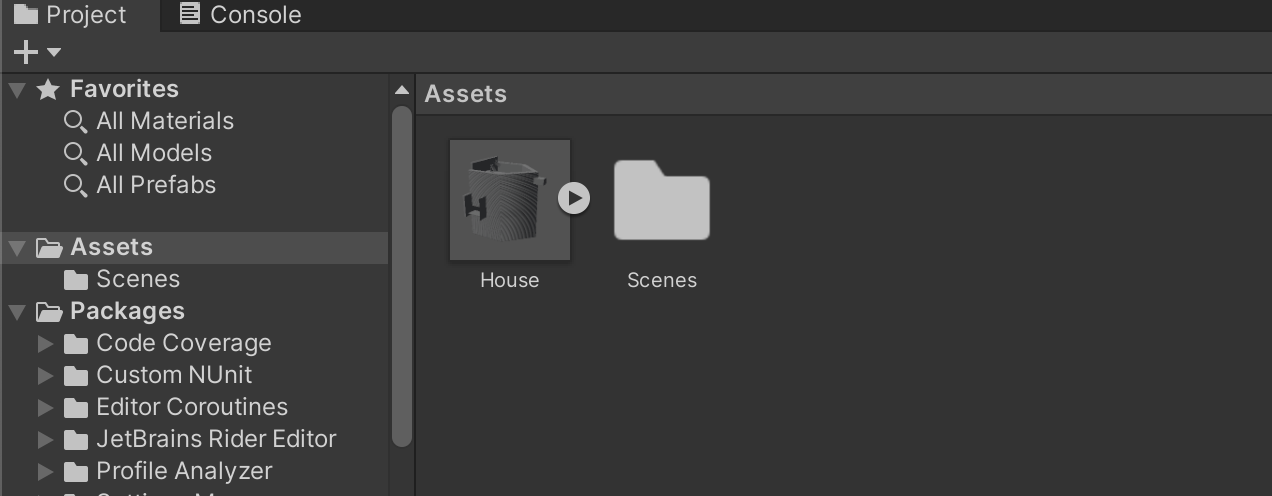 Project
Console
Favorites
All Materials
All Models
All Prefabs
Assets
Scenes
Packages
Code Coverage
Custom NUnit
Editor Coroutines
JetBrains Rider Editor
Profile Analyzer
Assets
House
Scenes